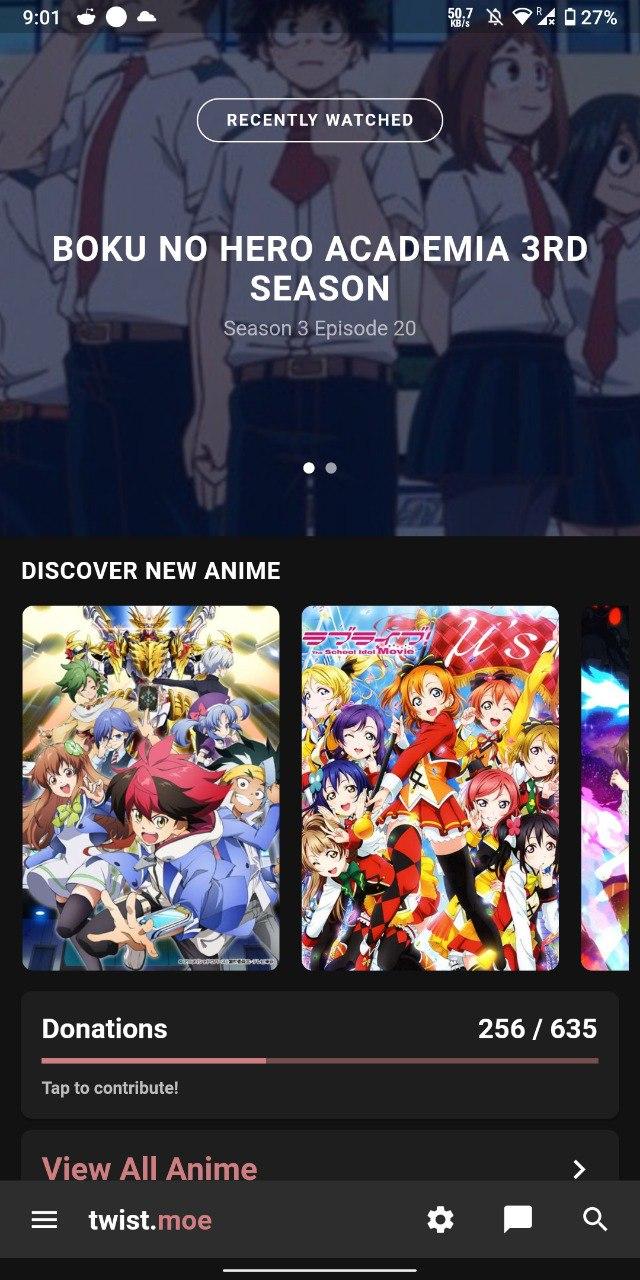 9:01
50.7
KB/s
R
27%
RECENTLY WATCHED
BOKU NO HERO ACADEMIA 3RD
SEASON
Season 3 Episode 20
DISCOVER NEW ANIME
ラブライブ!
The School Idol Movie
μ's
Donations
256 / 635
Tap to contribute!
View All Anime
twist.moe